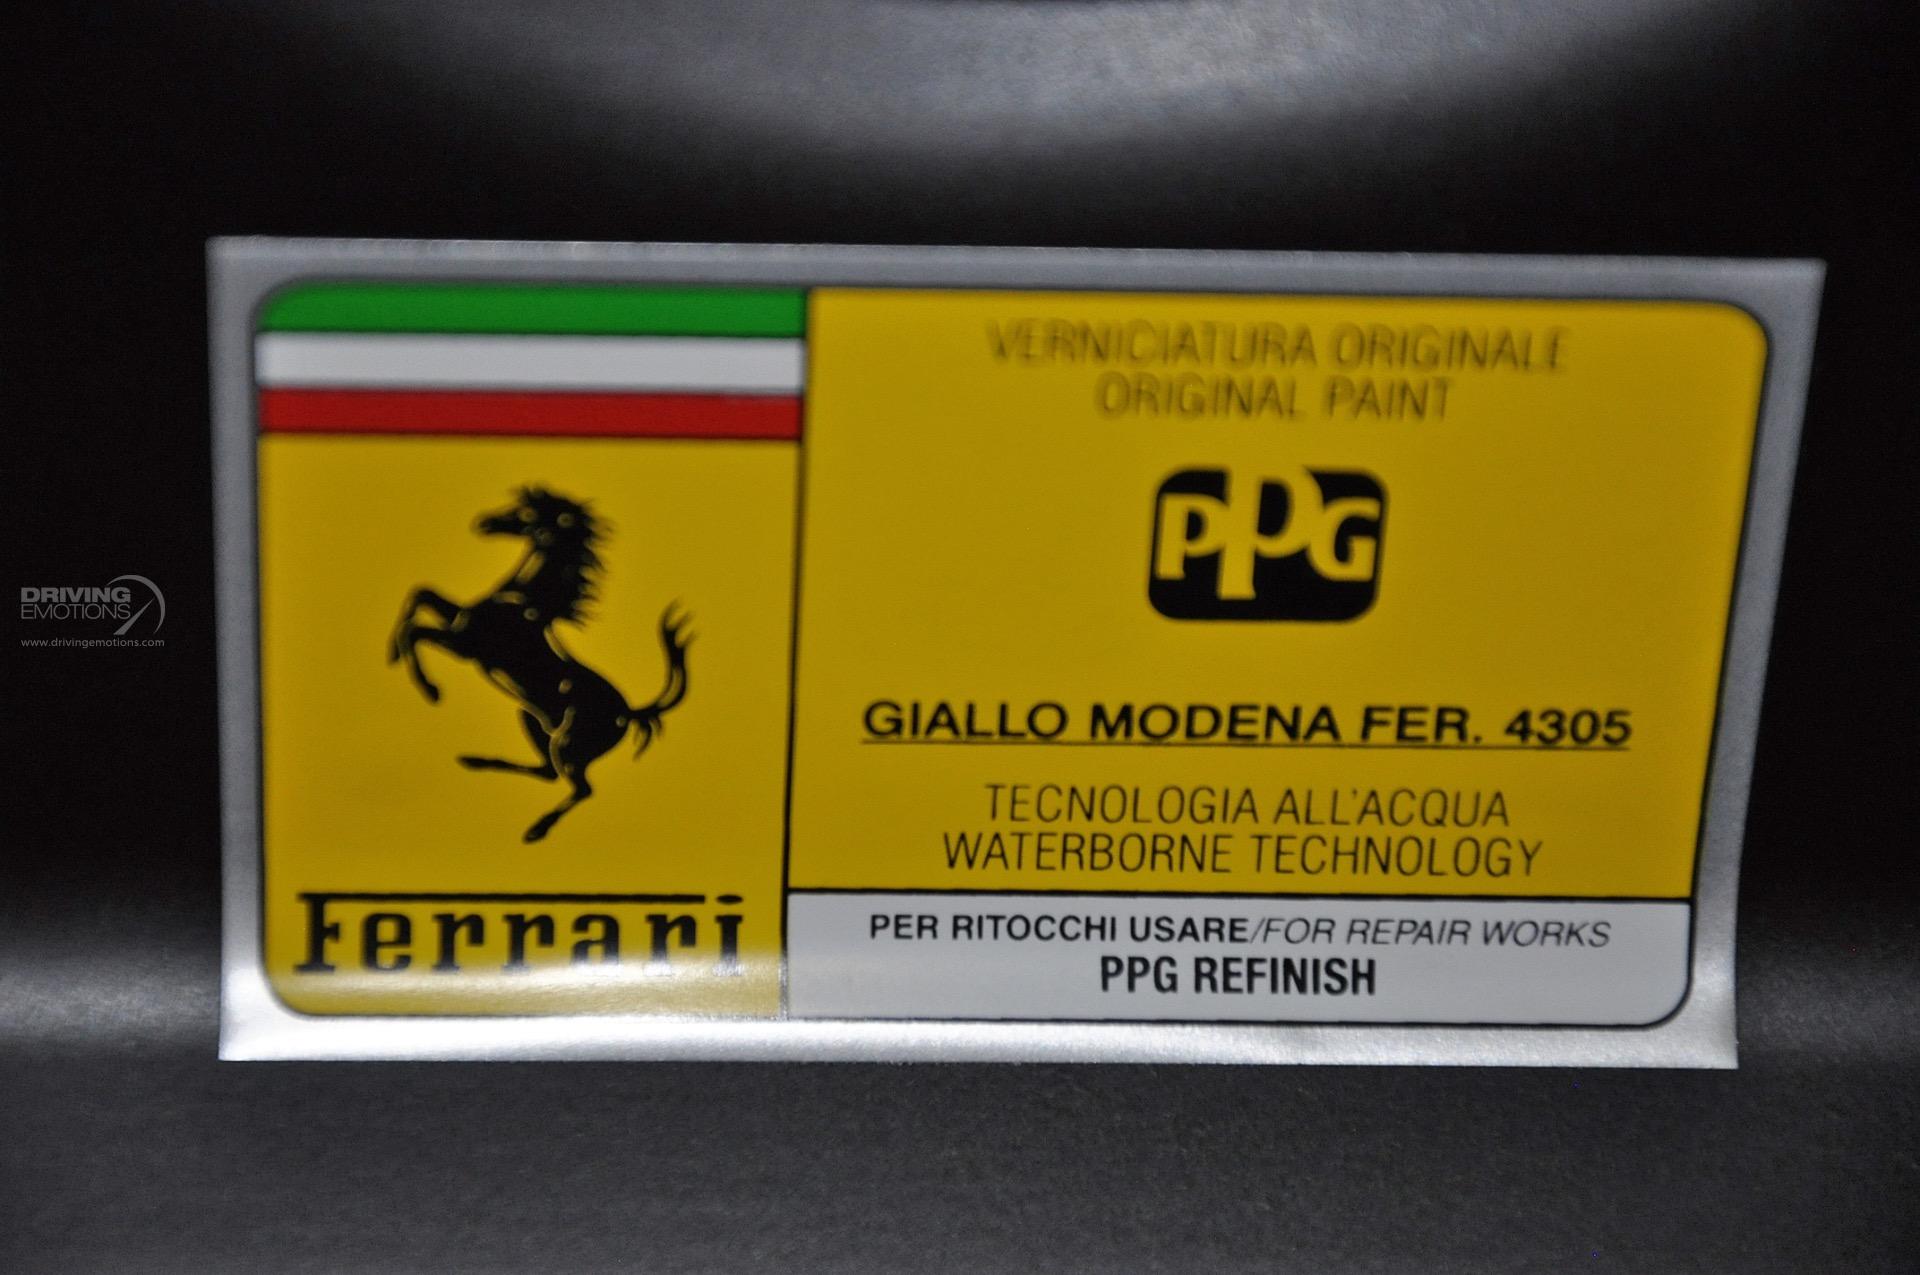 VERNICIATURA ORIGINALE
ORIGINAL PAINT
PPG
GIALLO MODENA FER. 4305
TECNOLOGIA ALL'ACQUA
WATERBORNE TECHNOLOGY
Ferrari
PER RITOCCHI USARE/FOR REPAIR WORKS
PPG REFINISH
DRIVING
EMOTIONS
www.drivingemotions.com